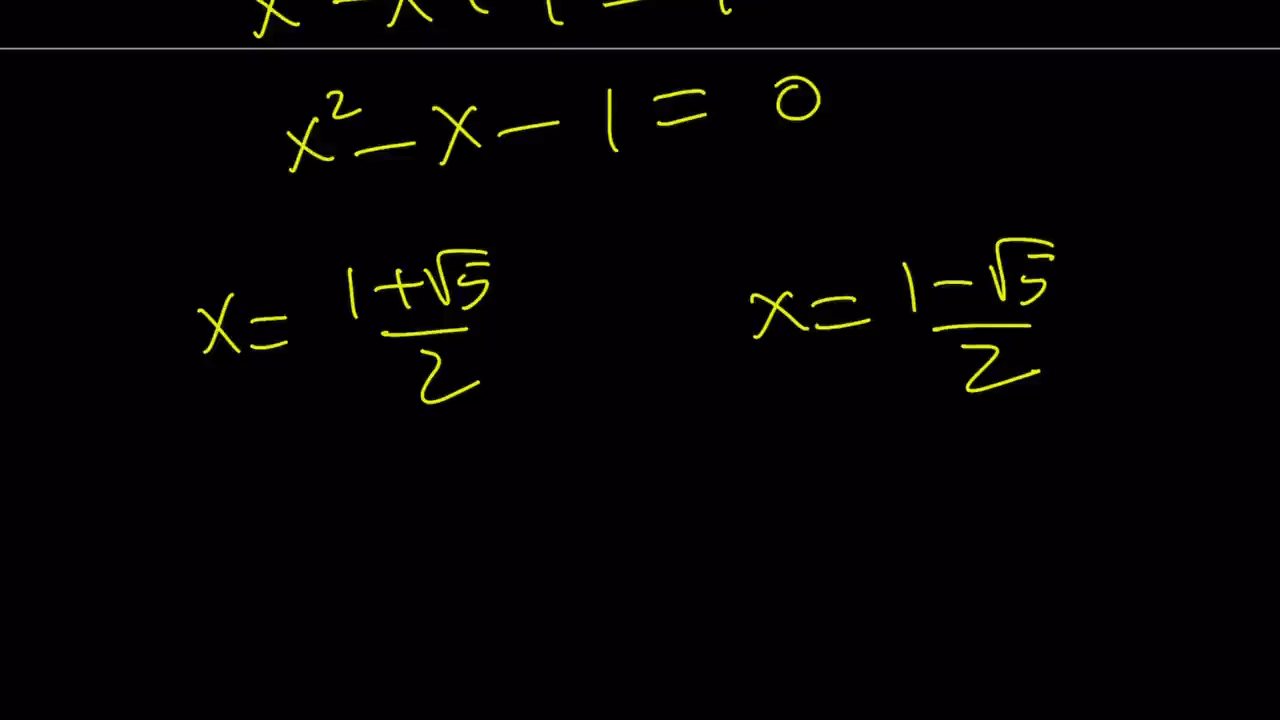 x² - x - 1 = 0
x = (1+√5)/2 x = (1-√5)/2